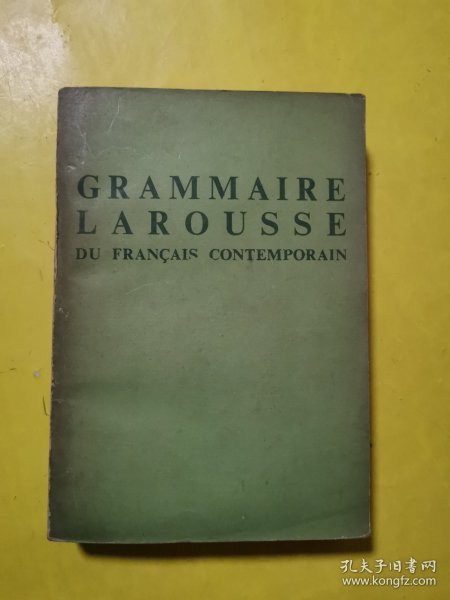 GRAMMAIRE
LAROUSSE
DU FRANÇAIS CONTEMPORAIN
孔夫子旧书网
www.kongfz.com